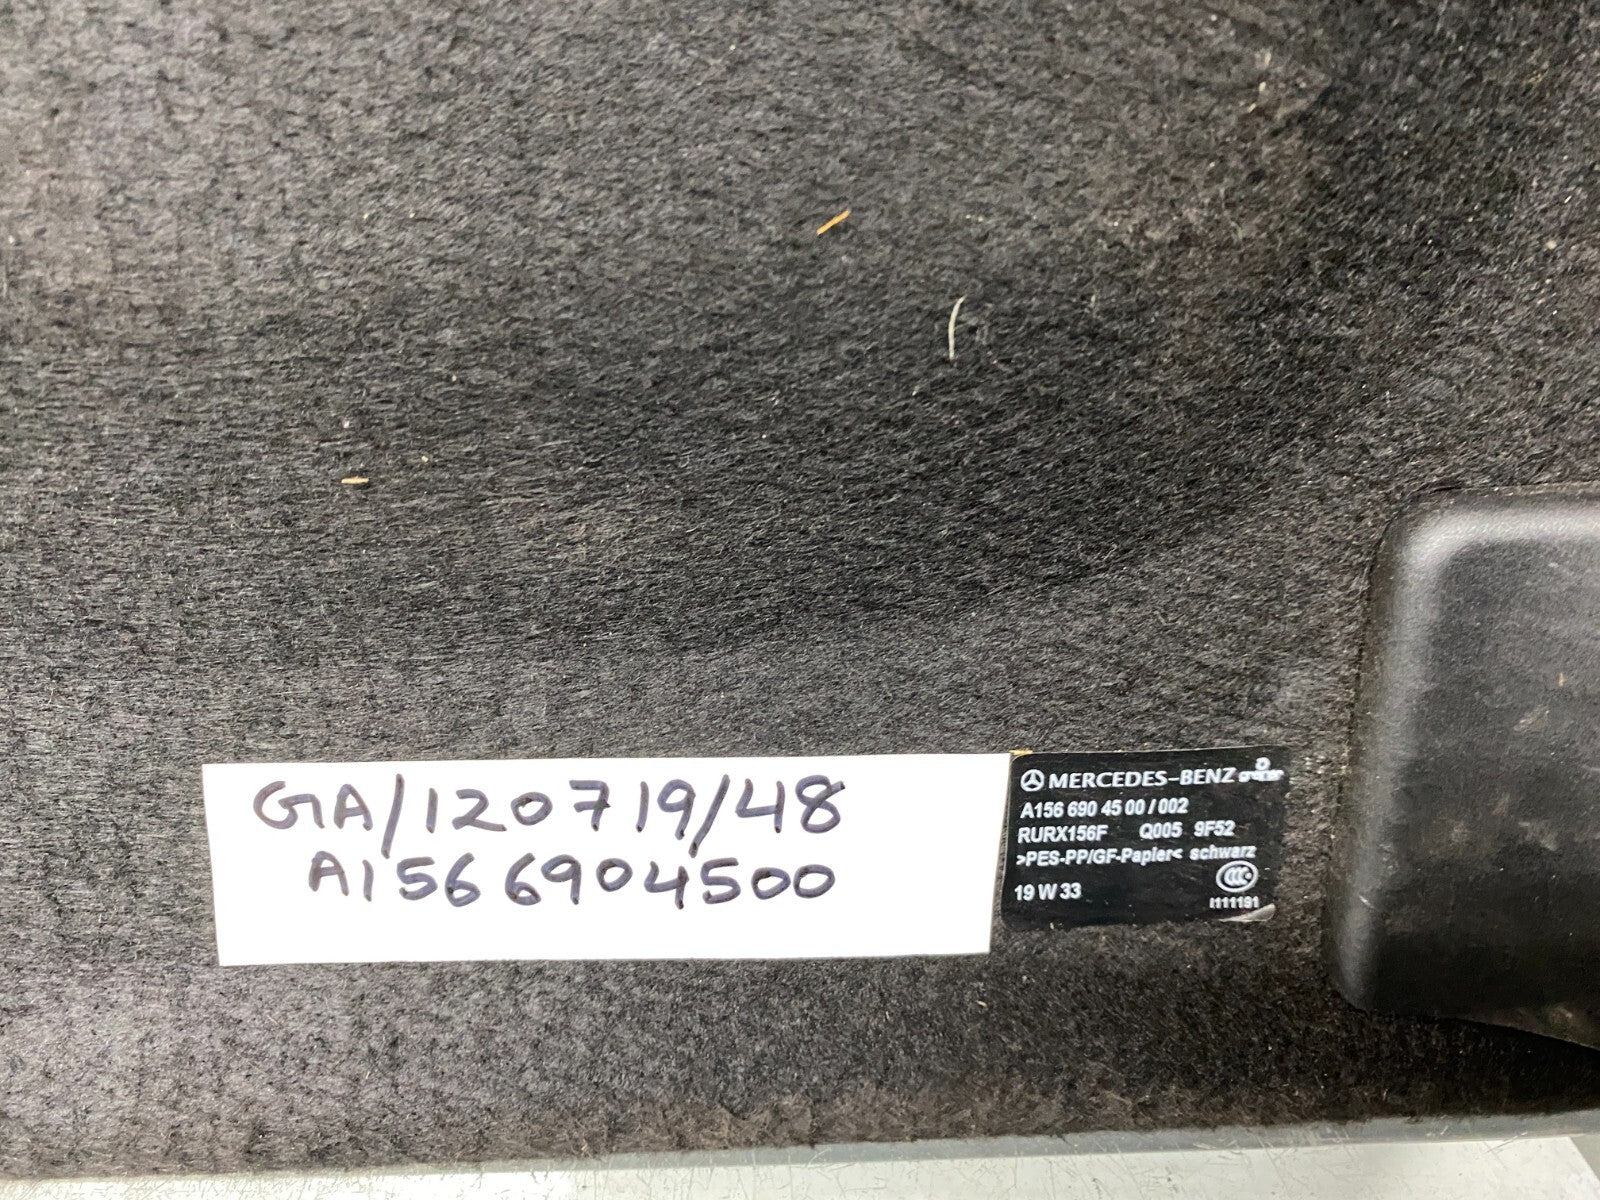 GA/120719/48
A1566904500
MERCEDES-BENZ
A156 690 45 00 / 002
RURX156F Q005 9F52
>PES-PP/GF-Papier< schwarz
19 W 33
CCC